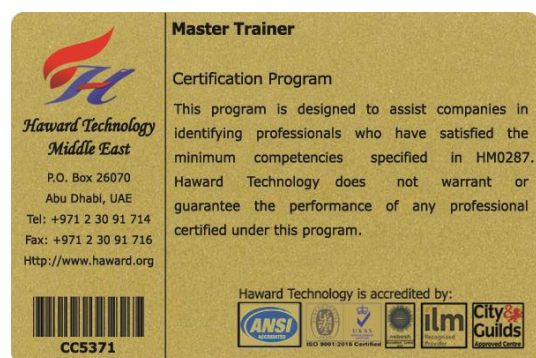 Haward Technology
Middle East
P.O. Box 26070
Abu Dhabi, UAE
Tel: +971 2 30 91 714
Fax: +971 2 30 91 716
Http://www.haward.org
CC5371
Master Trainer
Certification Program
This program is designed to assist companies in
identifying professionals who have satisfied the
minimum competencies specified in HM0287.
Haward Technology does not warrant or
guarantee the performance of any professional
certified under this program.
Haward Technology is accredited by:
ANSI
ACCREDITED
ISO 9001:2015 Certified
UKAS
ilm
Recognised
Provider
City&
Guilds
Approved Centre